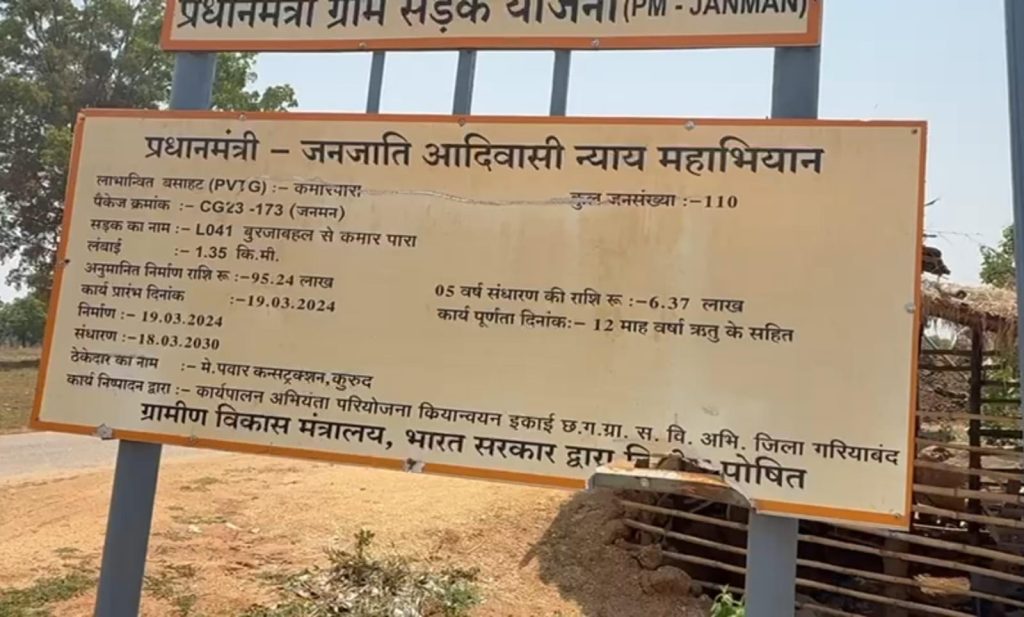 प्रधानमंत्री ग्राम सड़क योजना (PM - JANMAN)
प्रधानमंत्री – जनजाति आदिवासी न्याय महाभियान
लाभान्वित बसाहट (PVTG) :– कमारपारा कुल जनसंख्या :–110
पैकेज क्रमांक :– CG23 -173 (जनमन)
सड़क का नाम :– L041 बुरजाबहल से कमार पारा
लंबाई :– 1.35 कि.मी.
अनुमानित निर्माण राशि रू :–95.24 लाख 05 वर्ष संधारण की राशि रू :–6.37 लाख
कार्य प्रारंभ दिनांक :–19.03.2024 कार्य पूर्णता दिनांक:– 12 माह वर्षा ऋतु के सहित
निर्माण :– 19.03.2024
संधारण :–18.03.2030
ठेकेदार का नाम :– मे.पवार कन्सट्रक्शन,कुरुद
कार्य निष्पादन द्वारा :– कार्यपालन अभियंता परियोजना कियान्वयन इकाई छ.ग.ग्रा. स. वि. अभि. जिला गरियाबंद
ग्रामीण विकास मंत्रालय, भारत सरकार द्वारा पोषित